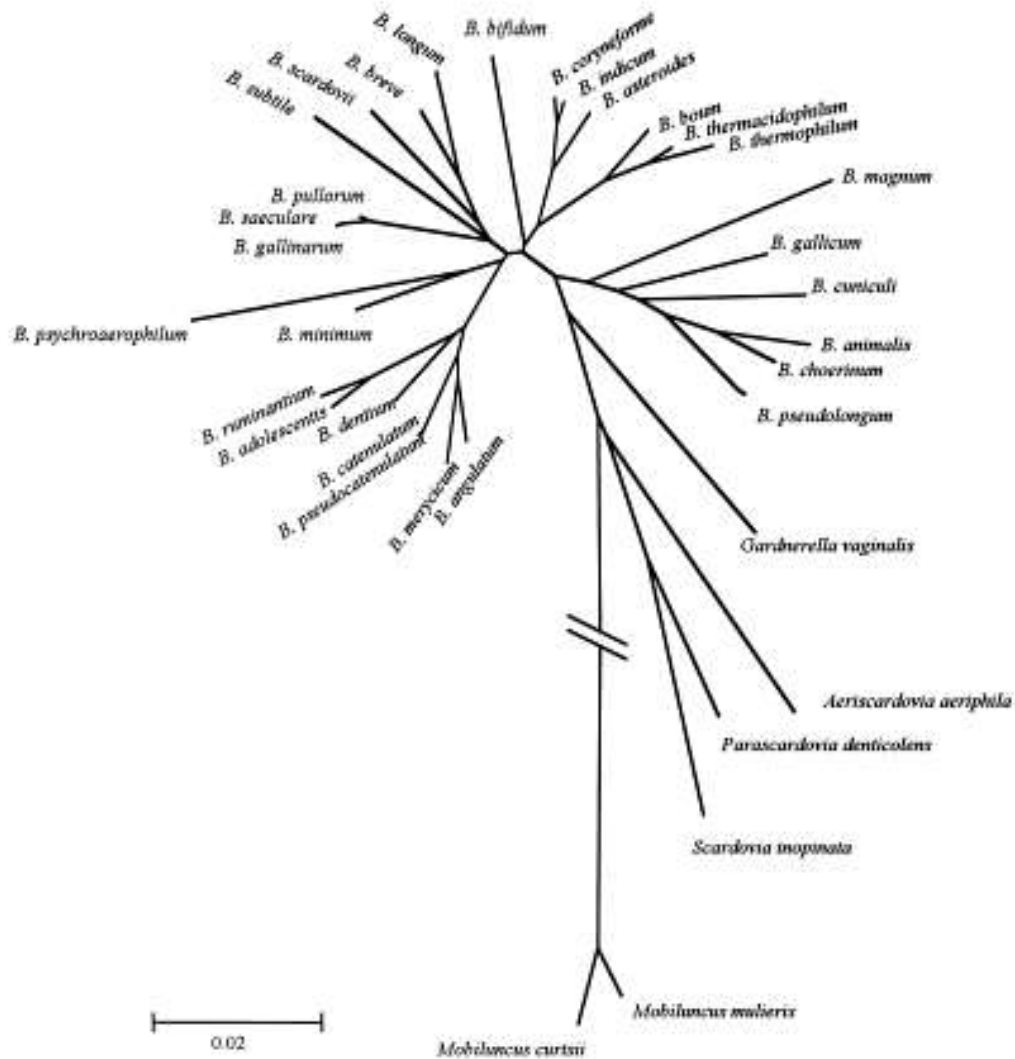 B. bifidum
B. longum
B. breve
B. scardovii
B. subtile
B. coryneforme
B. indicum
B. asteroides
B. boum
B. thermacidophilum
B. thermophilum
B. magnum
B. pullorum
B. saeculare
B. gallinarum
B. gallicum
B. cuniculi
B. psychroaerophilum
B. minimum
B. animalis
B. choerinum
B. pseudolongum
B. ruminantium
B. adolescentis
B. dentium
B. catenulatum
B. pseudocatenulatum
B. merycicum
B. angulatum
Gardnerella vaginalis
Aeriscardovia aeriphila
Parascardovia denticolens
Scardovia inopinata
Mobiluncus mulieris
0.02
Mobiluncus curtsii